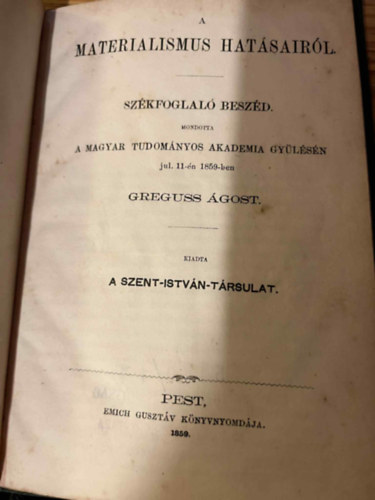 A
MATERIALISMUS HATÁSAIRÓL.
SZÉKFOGLALÓ BESZÉD.
MONDOTTA
A MAGYAR TUDOMÁNYOS AKADEMIA GYÜLÉSÉN
jul. 11-én 1859-ben
GREGUSS ÁGOST.
KIADTA
A SZENT-ISTVÁN-TÁRSULAT.
PEST,
EMICH GUSZTÁV KÖNYVNYOMDÁJA.
1859.